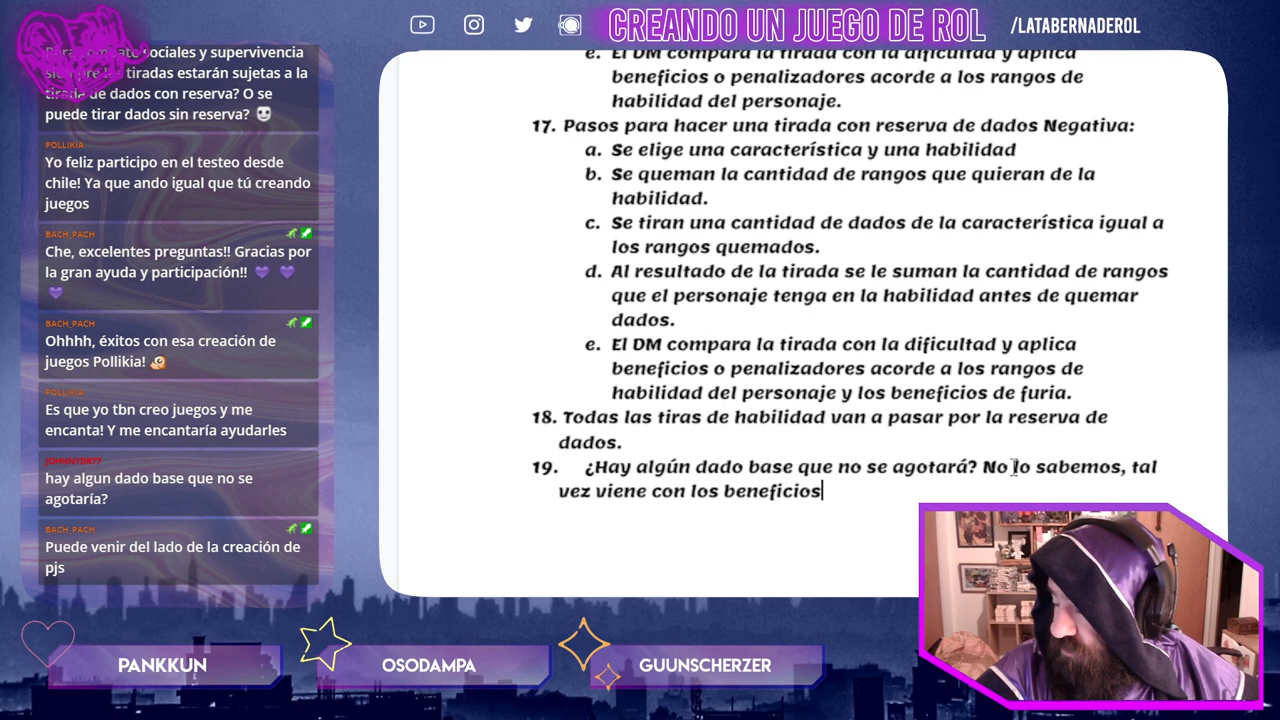 CREANDO UN JUEGO DE ROL
/LATABERNADEROL
Para combate sociales y supervivencia
siempre las tiradas estarán sujetas a la
tirada de dados con reserva? O se
puede tirar dados sin reserva?
POLLIKIA
Yo feliz participo en el testeo desde
chile! Ya que ando igual que tú creando
juegos
BACH_PACH
Che, excelentes preguntas!! Gracias por
la gran ayuda y participación!!
BACH_PACH
Ohhhh, éxitos con esa creación de
juegos Pollikia!
POLLIKIA
Es que yo tbn creo juegos y me
encanta! Y me encantaría ayudarles
JOHNNYDR77
hay algun dado base que no se
agotaría?
BACH_PACH
Puede venir del lado de la creación de
pjs
e. El DM compara la tirada con la dificultad y aplica
beneficios o penalizadores acorde a los rangos de
habilidad del personaje.
17. Pasos para hacer una tirada con reserva de dados Negativa:
a. Se elige una característica y una habilidad
b. Se queman la cantidad de rangos que quieran de la
habilidad.
c. Se tiran una cantidad de dados de la característica igual a
los rangos quemados.
d. Al resultado de la tirada se le suman la cantidad de rangos
que el personaje tenga en la habilidad antes de quemar
dados.
e. El DM compara la tirada con la dificultad y aplica
beneficios o penalizadores acorde a los rangos de
habilidad del personaje y los beneficios de furia.
18. Todas las tiras de habilidad van a pasar por la reserva de
dados.
19. ¿Hay algún dado base que no se agotará? No lo sabemos, tal
vez viene con los beneficios
PANKKUN
OSODAMPA
GUUNSCHERZER